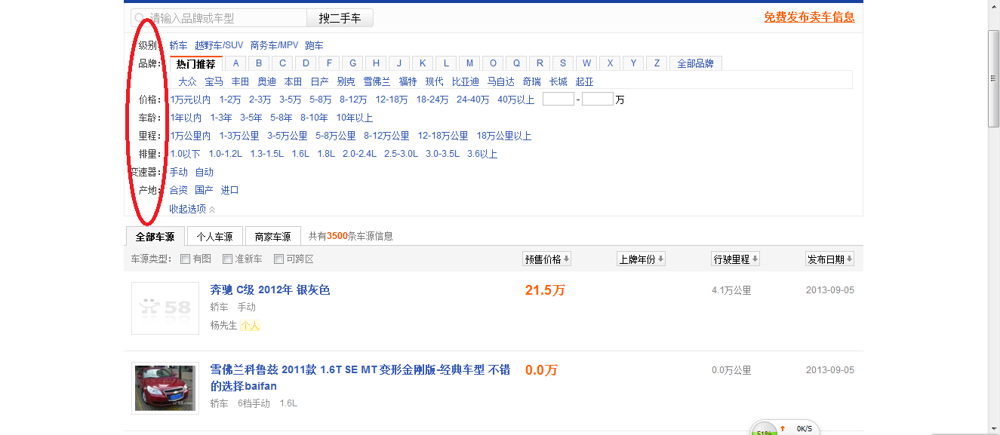 请输入品牌或车型 搜二手车 免费发布卖车信息
级别: 轿车 越野车/SUV 商务车/MPV 跑车
品牌: 热门推荐 A B C D F G H J K L M O Q R S W X Y Z 全部品牌
大众 宝马 丰田 奥迪 本田 日产 别克 雪佛兰 福特 现代 比亚迪 马自达 奇瑞 长城 起亚
价格: 1万元以内 1-2万 2-3万 3-5万 5-8万 8-12万 12-18万 18-24万 24-40万 40万以上 - 万
车龄: 1年以内 1-3年 3-5年 5-8年 8-10年 10年以上
里程: 1万公里内 1-3万公里 3-5万公里 5-8万公里 8-12万公里 12-18万公里 18万公里以上
排量: 1.0以下 1.0-1.2L 1.3-1.5L 1.6L 1.8L 2.0-2.4L 2.5-3.0L 3.0-3.5L 3.6以上
变速器: 手动 自动
产地: 合资 国产 进口
收起选项
全部车源 个人车源 商家车源 共有3500条车源信息
车源类型: 有图 准新车 可跨区 预售价格 上牌年份 行驶里程 发布日期
奔驰 C级 2012年 银灰色 21.5万 4.1万公里 2013-09-05
轿车 手动
58
杨先生 个人
雪佛兰科鲁兹 2011款 1.6T SE MT变形金刚版-经典车型 不错 0.0万 0.0万公里 2013-09-05
的选择baifan
轿车 6档手动 1.6L
51% 0K/S